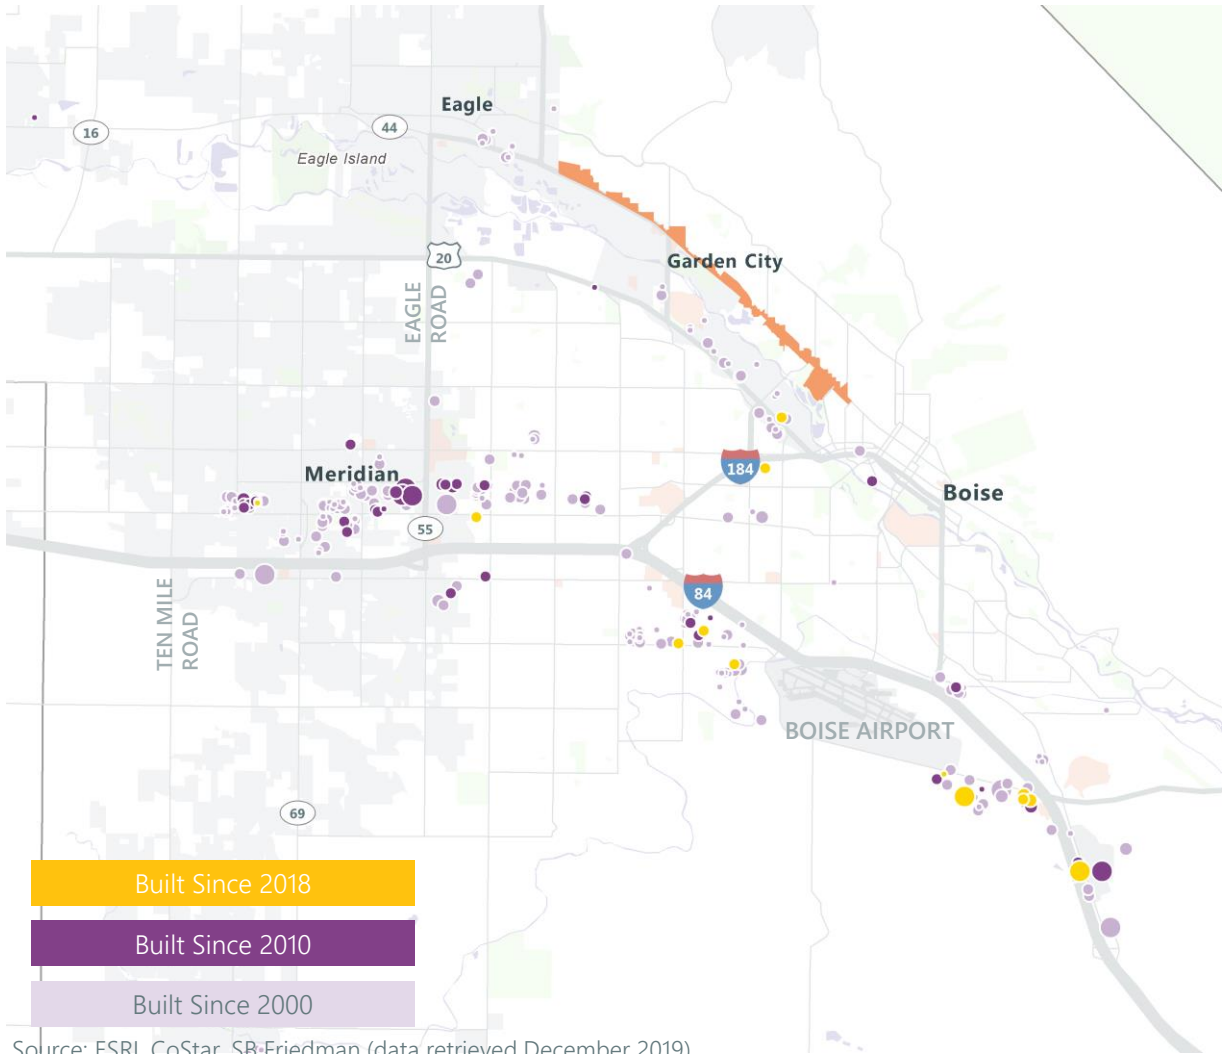 Eagle
44
16
Eagle Island
20
Garden City
EAGLE
ROAD
Meridian
184
Boise
55
84
TEN MILE
ROAD
BOISE AIRPORT
69
Built Since 2018
Built Since 2010
Built Since 2000
Source: ESRI, CoStar, SB Friedman (data retrieved December 2019)